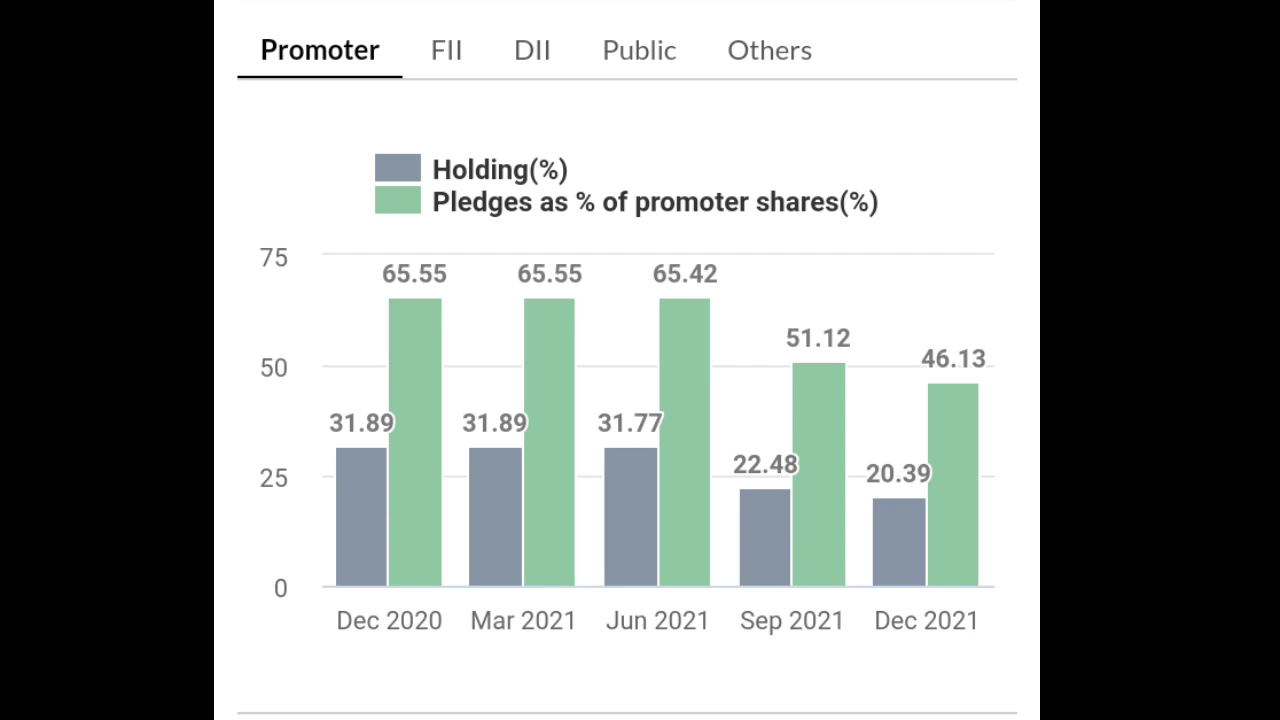 Promoter FII DII Public Others
Holding(%)
Pledges as % of promoter shares(%)
75
65.55 65.55 65.42
51.12
50
46.13
31.89 31.89 31.77
22.48
25
20.39
0
Dec 2020 Mar 2021 Jun 2021 Sep 2021 Dec 2021